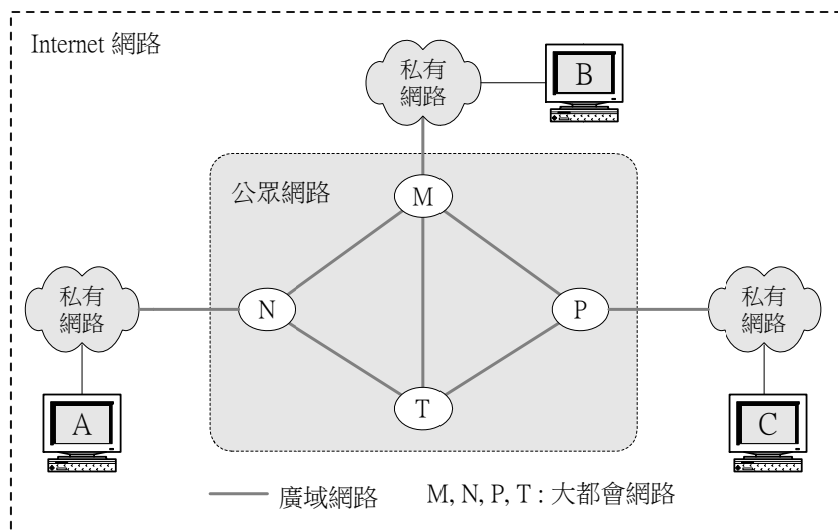 Internet 網路
私有
網路
B
公眾網路
M
私有
網路
N
P
私有
網路
A
T
C
廣域網路
M, N, P, T : 大都會網路